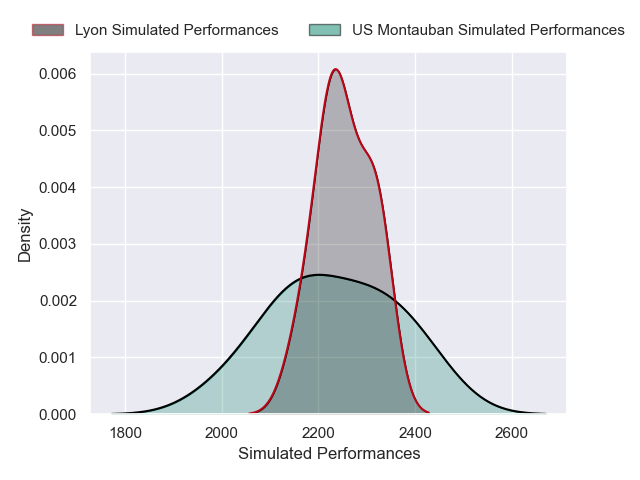 Lyon Simulated Performances US Montauban Simulated Performances
0.006
0.005
0.004
0.003
0.002
0.001
0.000
Density
1800 2000 2200 2400 2600
Simulated Performances